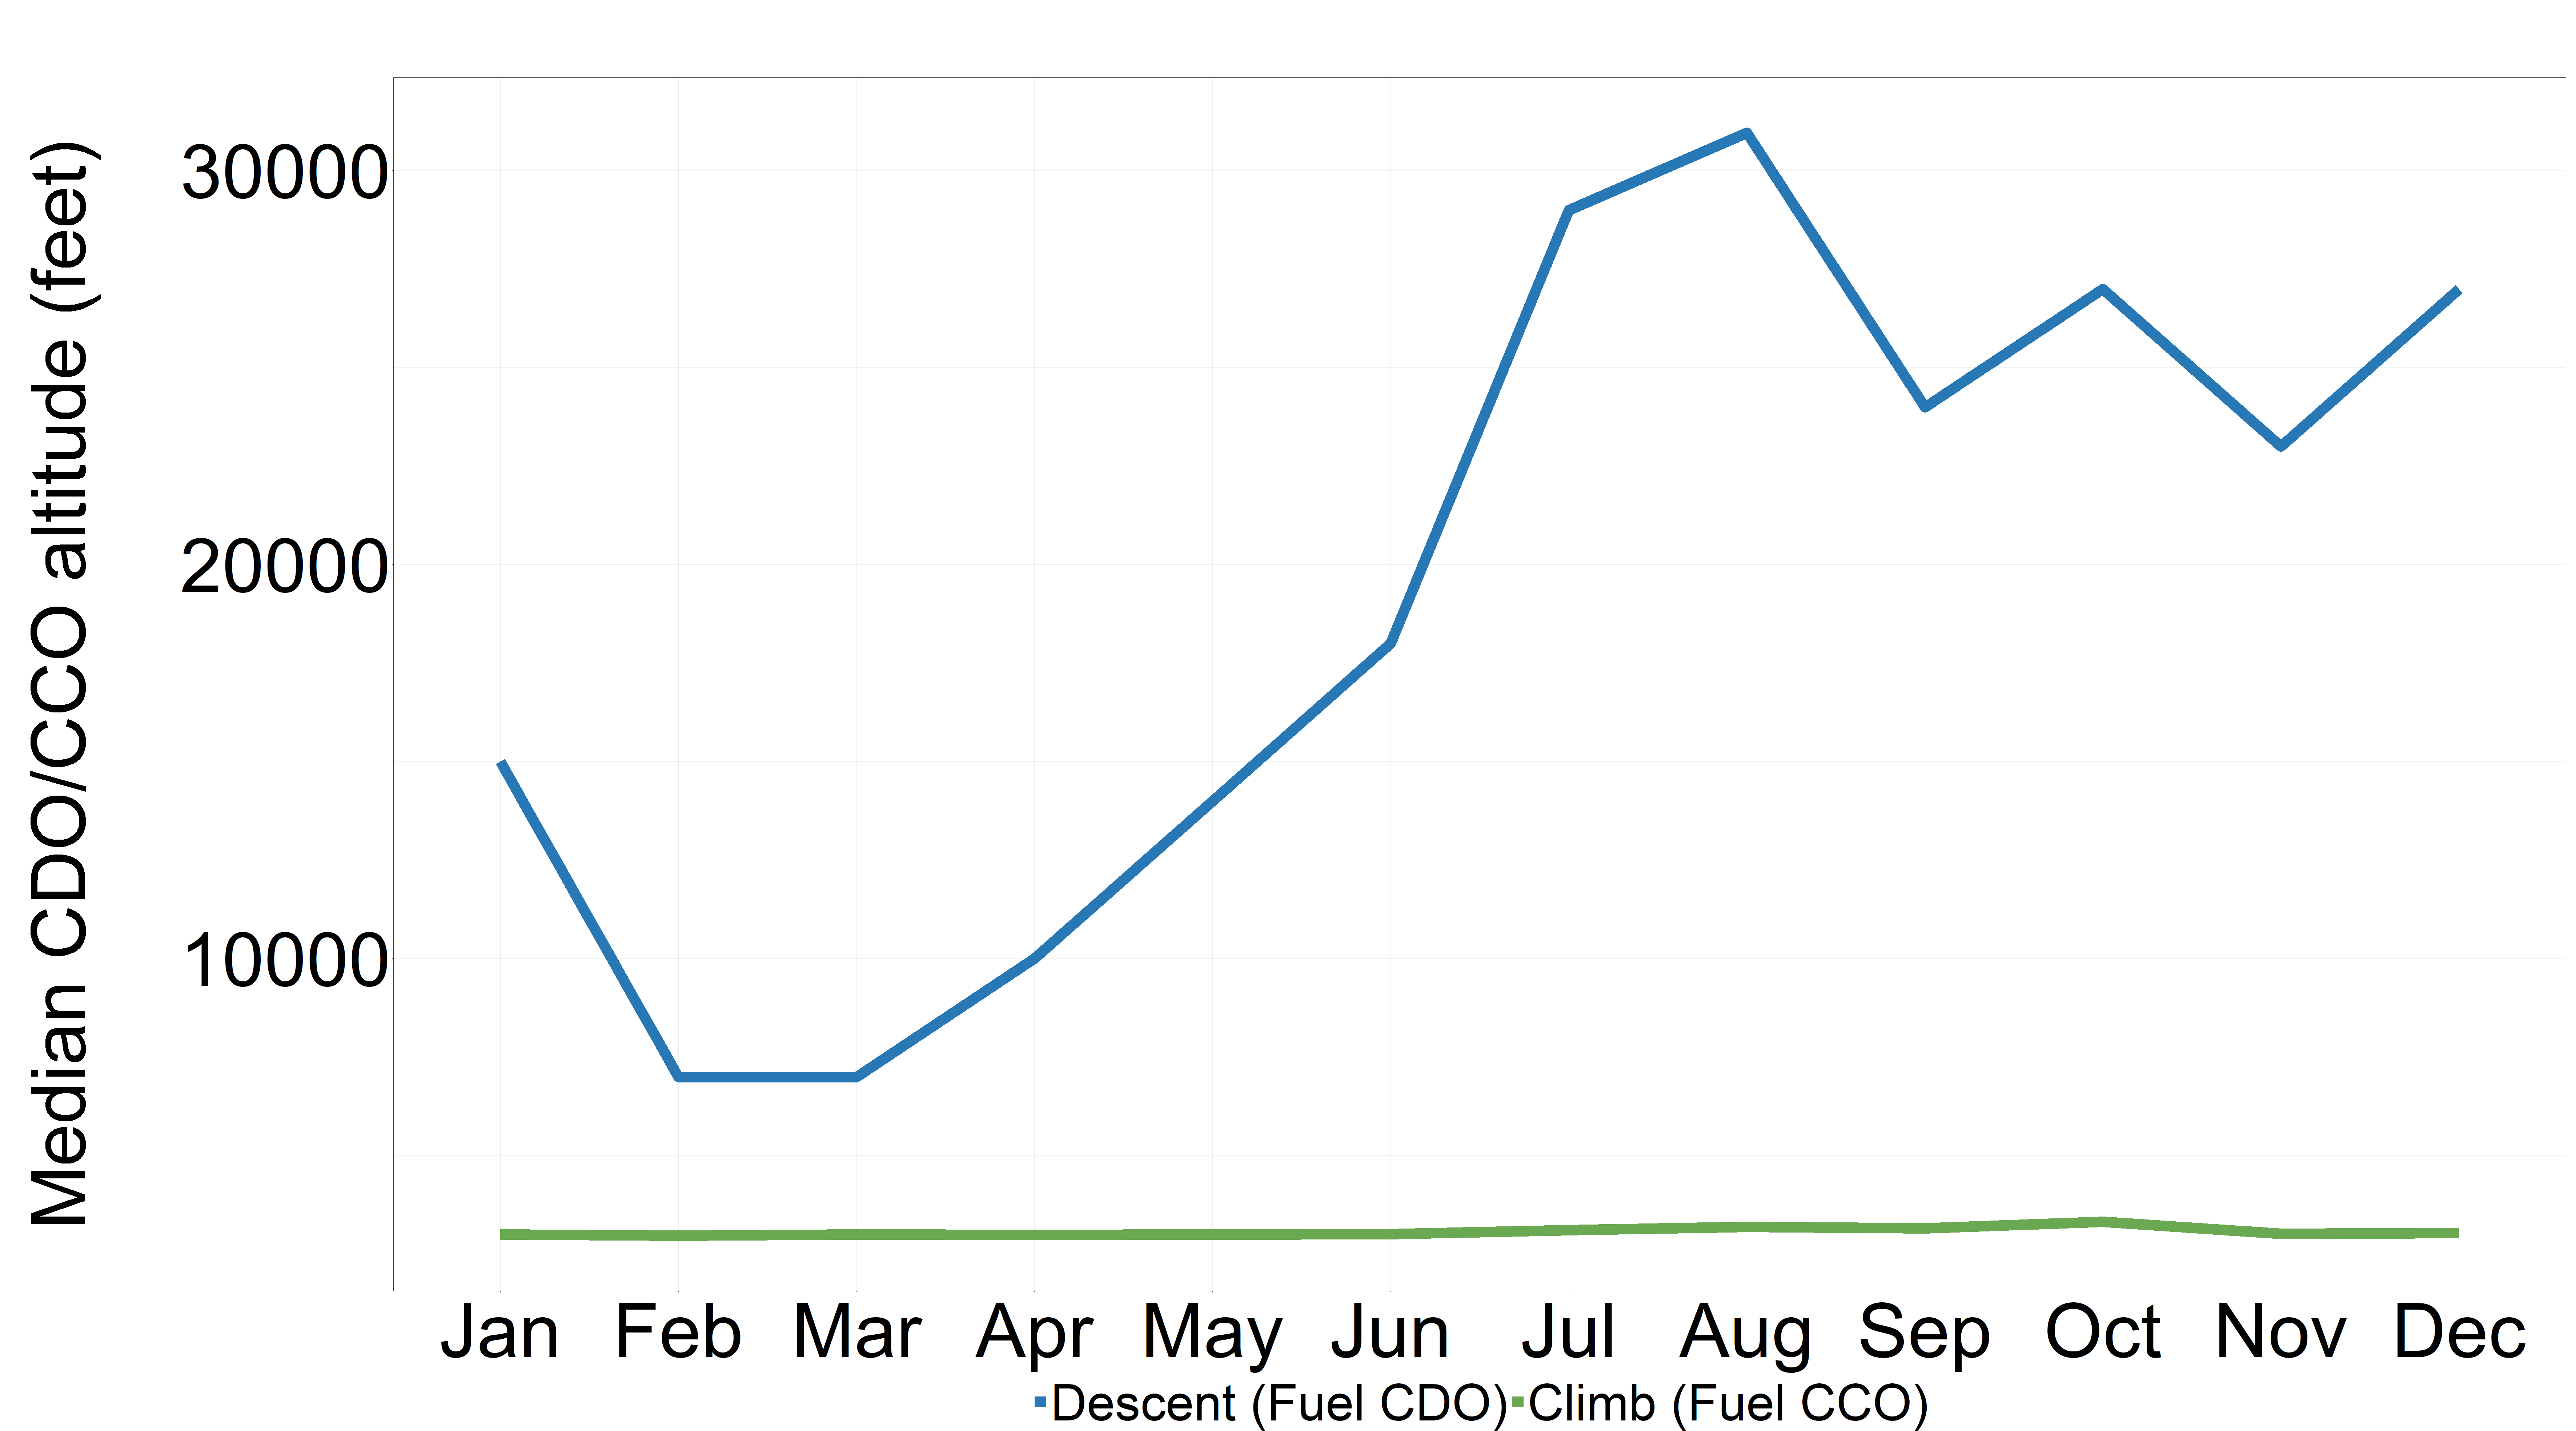 Median CDO/CCO altitude (feet)
30000
20000
10000
Jan Feb Mar Apr May Jun Jul Aug Sep Oct Nov Dec
Descent (Fuel CDO) Climb (Fuel CCO)